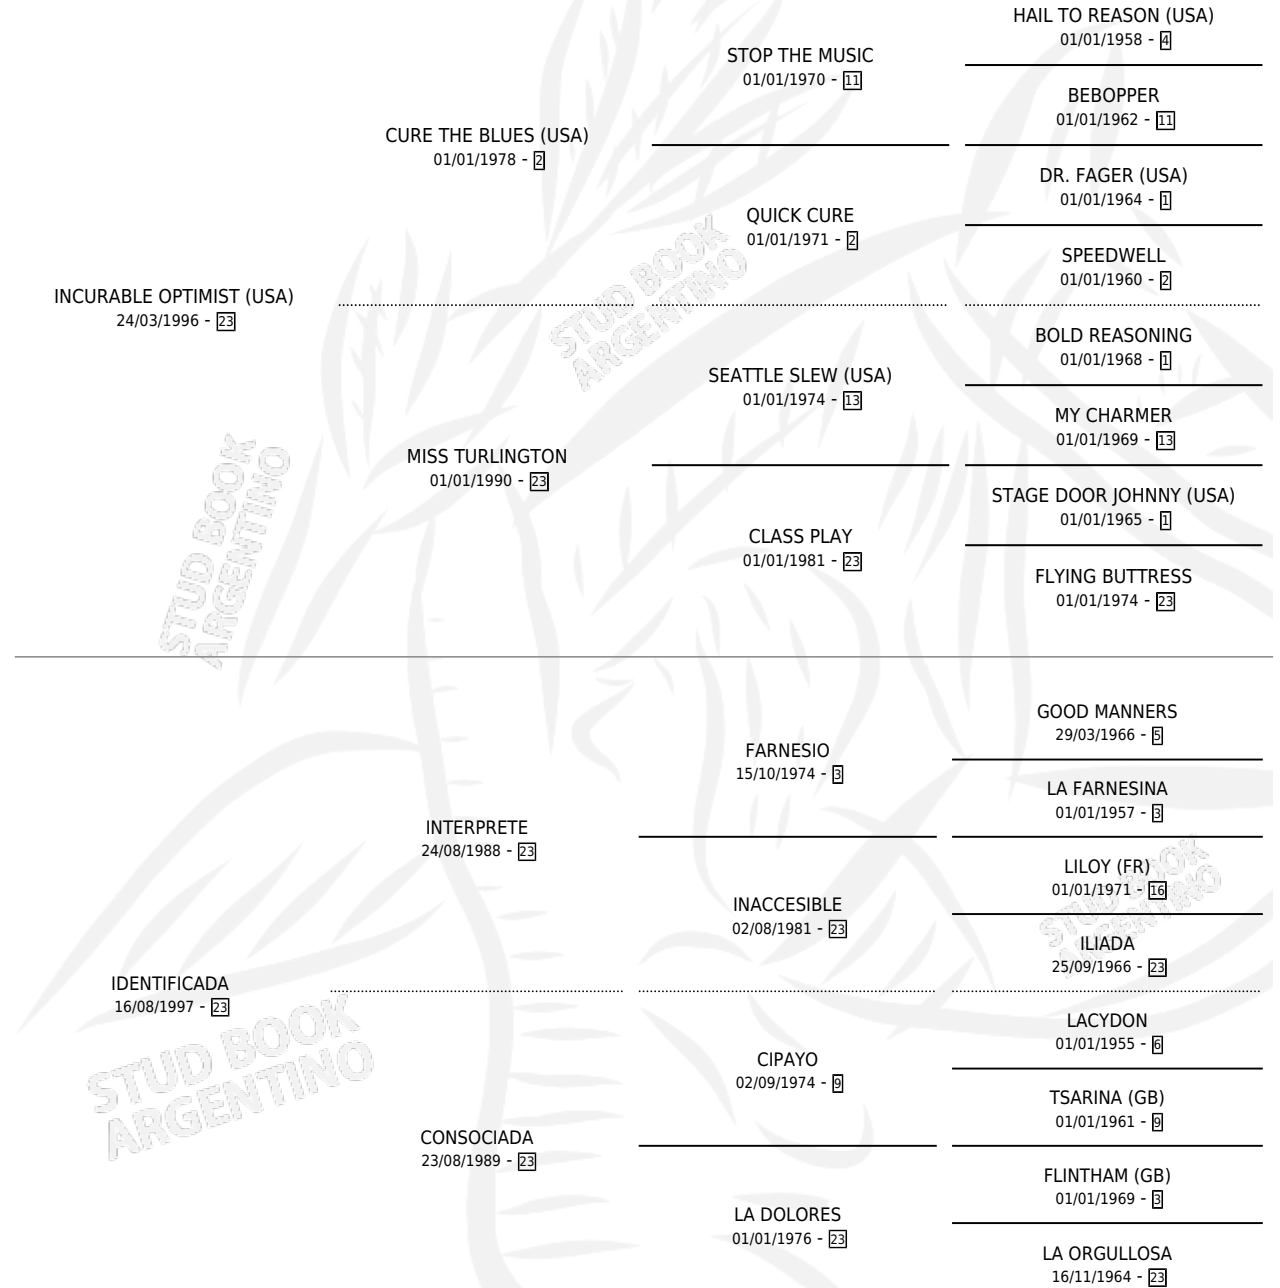 HAIL TO REASON (USA)
01/01/1958 - 4
STOP THE MUSIC
01/01/1970 - 11
BEBOPPER
01/01/1962 - 11
CURE THE BLUES (USA)
01/01/1978 - 2
DR. FAGER (USA)
01/01/1964 - 1
QUICK CURE
01/01/1971 - 2
SPEEDWELL
01/01/1960 - 2
INCURABLE OPTIMIST (USA)
24/03/1996 - 23
STUD BOOK
ARGENTINO
BOLD REASONING
01/01/1968 - 1
SEATTLE SLEW (USA)
01/01/1974 - 13
MY CHARMER
01/01/1969 - 13
MISS TURLINGTON
01/01/1990 - 23
STAGE DOOR JOHNNY (USA)
01/01/1965 - 1
CLASS PLAY
01/01/1981 - 23
FLYING BUTTRESS
01/01/1974 - 23
STUD BOOK
ARGENTINO
GOOD MANNERS
29/03/1966 - 5
FARNESIO
15/10/1974 - 3
LA FARNESINA
01/01/1957 - 3
INTERPRETE
24/08/1988 - 23
LILOY (FR)
01/01/1971 - 16
INACCESIBLE
02/08/1981 - 23
STUD BOOK
ARGENTINO
ILIADA
25/09/1966 - 23
IDENTIFICADA
16/08/1997 - 23
STUD BOOK
ARGENTINO
LACYDON
01/01/1955 - 6
CIPAYO
02/09/1974 - 9
TSARINA (GB)
01/01/1961 - 9
CONSOCIADA
23/08/1989 - 23
FLINTHAM (GB)
01/01/1969 - 3
LA DOLORES
01/01/1976 - 23
LA ORGULLOSA
16/11/1964 - 23